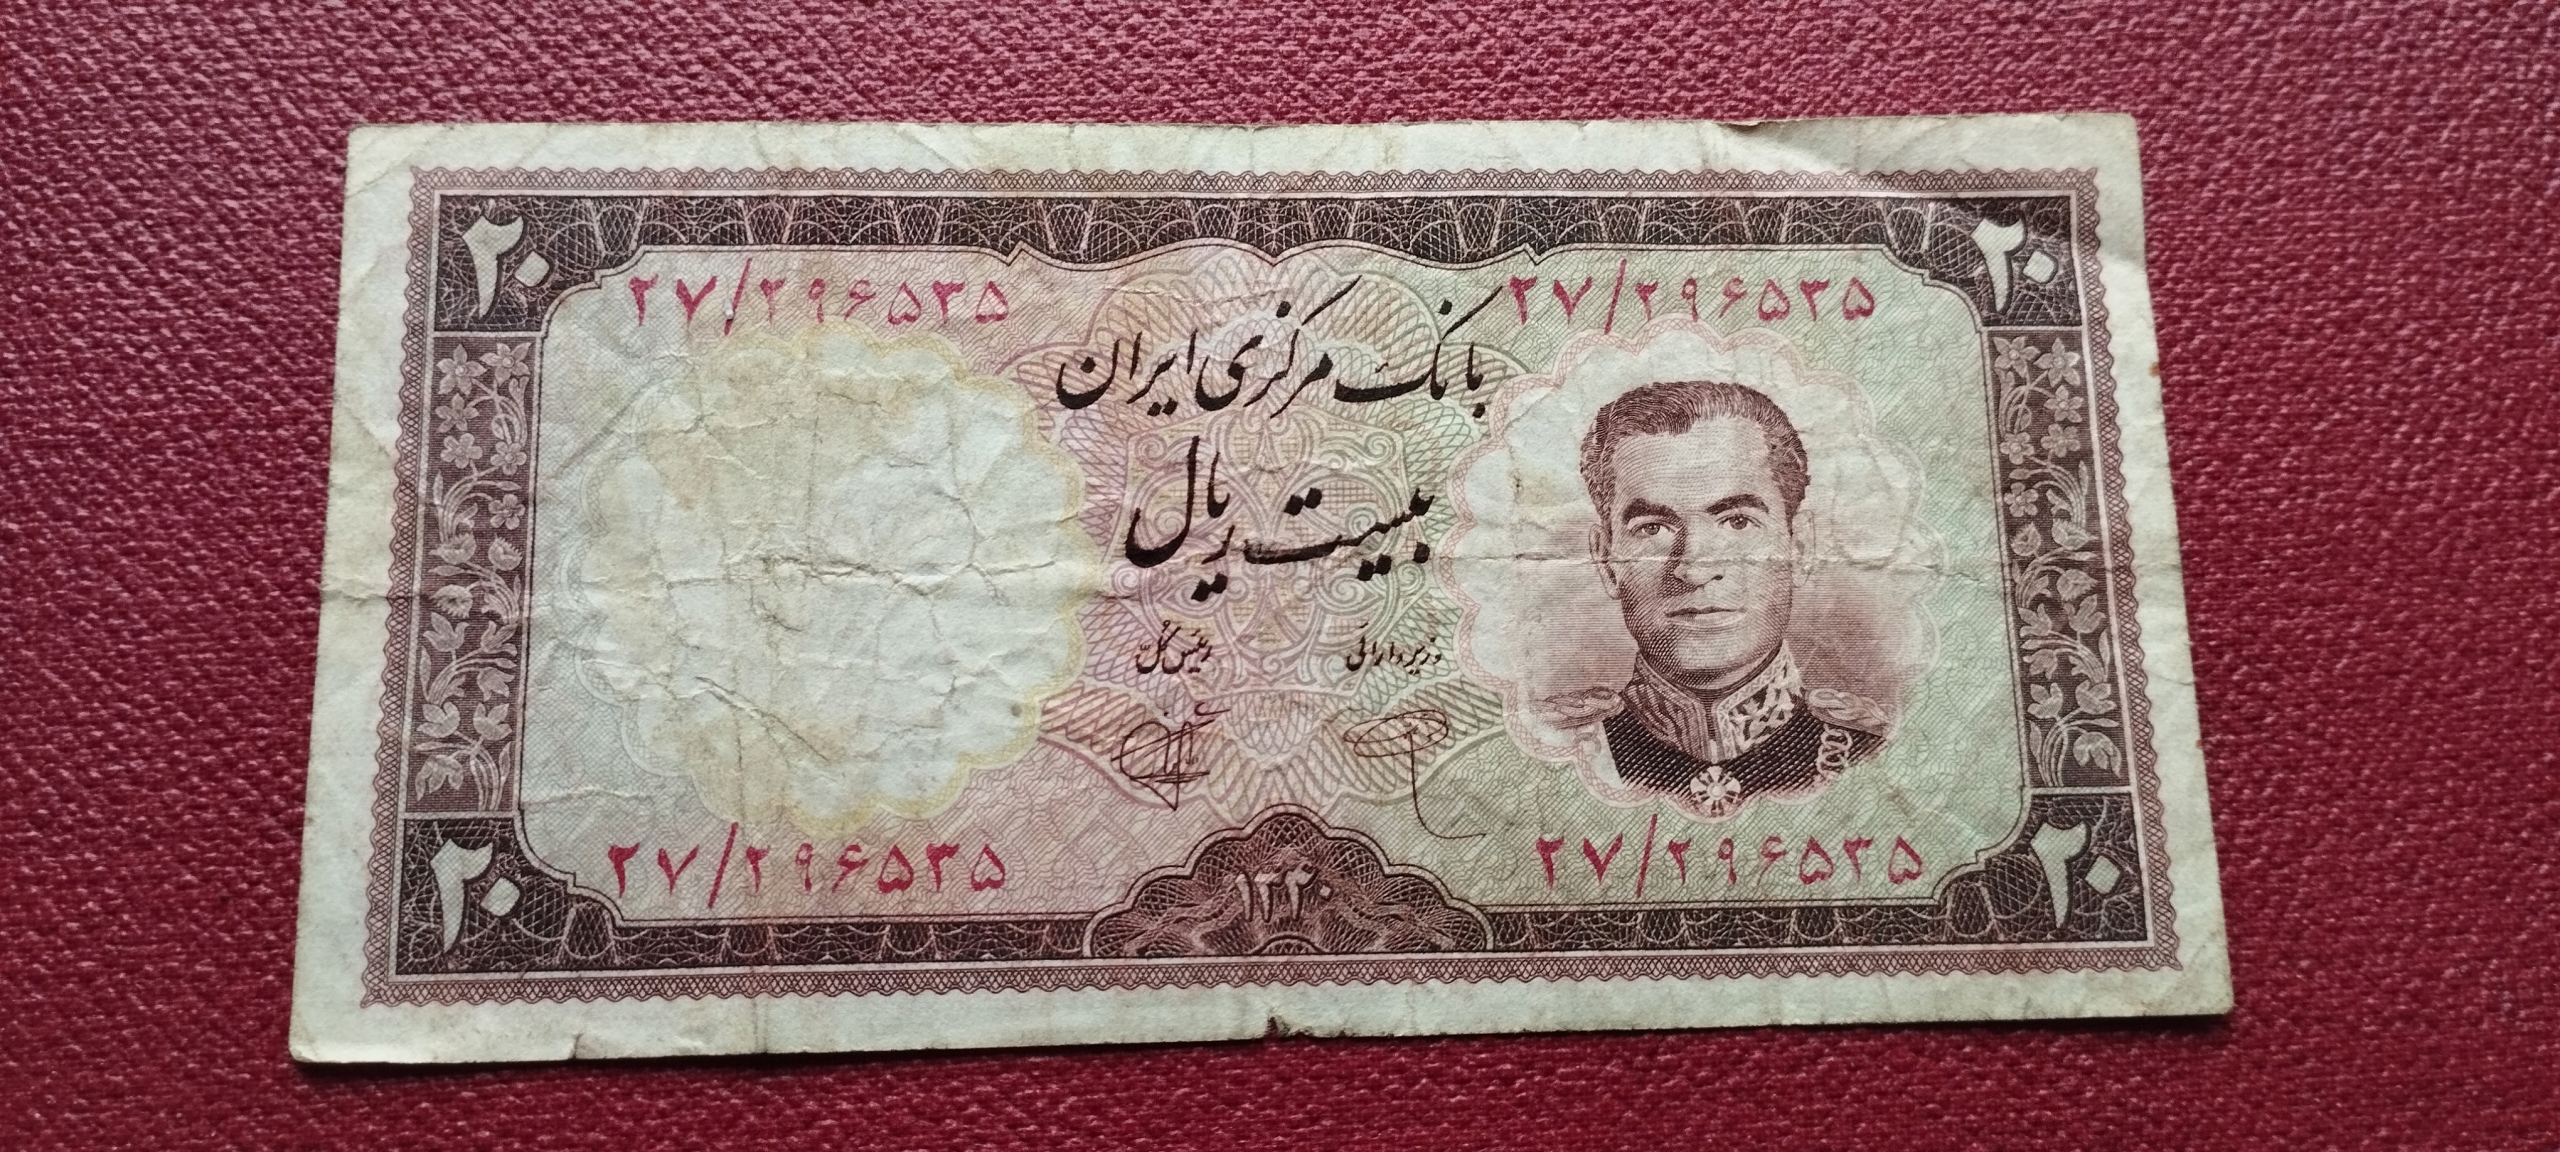 ۲۰
۲۰
۲۷/۲۹۶۵۳۵
۲۷/۲۹۶۵۳۵
بانک مرکزی ایران
بیست ریال
وزیر دارائی
رئیس کل
۲۷/۲۹۶۵۳۵
۲۷/۲۹۶۵۳۵
۲۰
۱۳۴۰
۲۰